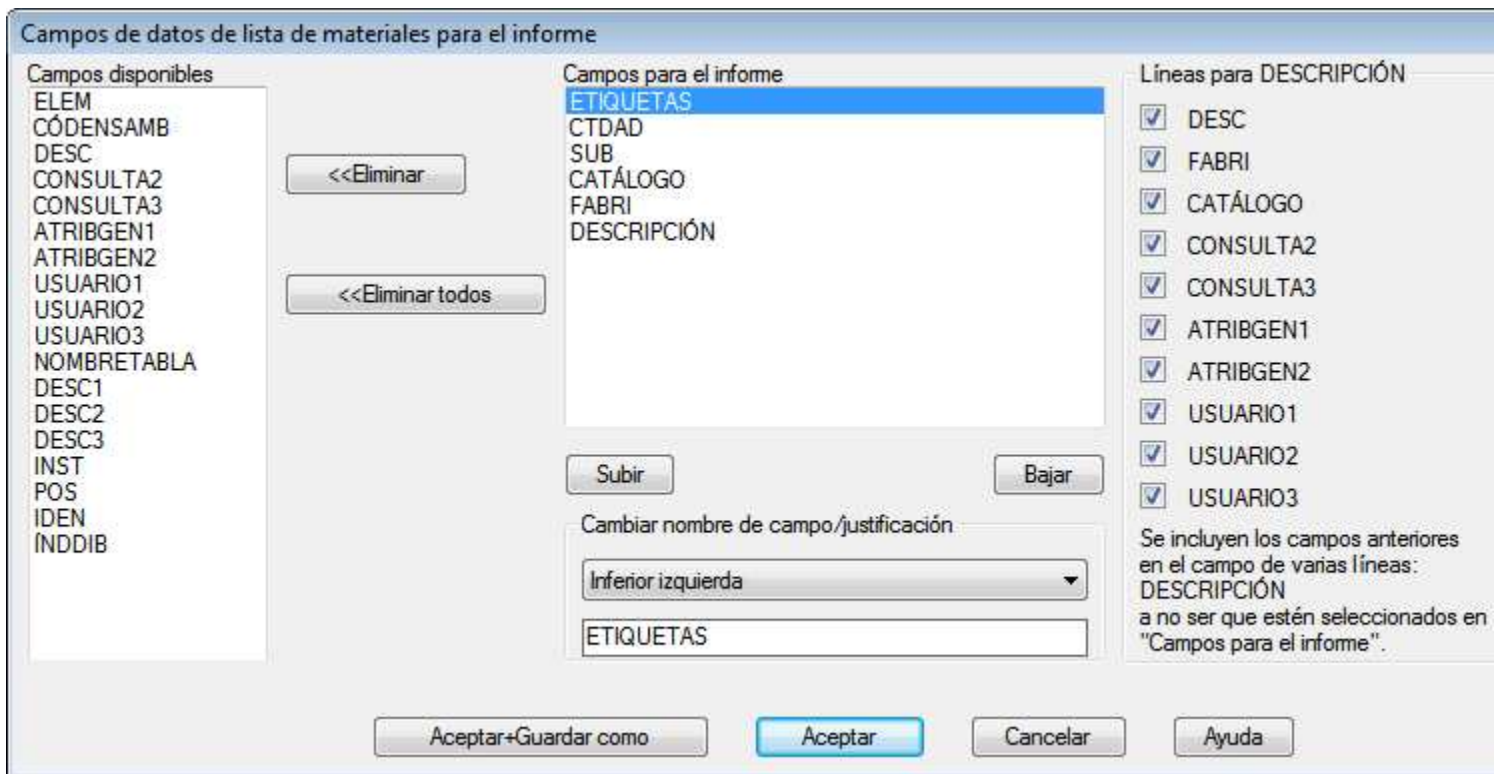 Campos de datos de lista de materiales para el informe
Campos disponibles
ELEM
CÓDENSAMB
DESC
CONSULTA2
CONSULTA3
ATRIBGEN1
ATRIBGEN2
USUARIO1
USUARIO2
USUARIO3
NOMBRETABLA
DESC1
DESC2
DESC3
INST
POS
IDEN
ÍNDDIB
<<Eliminar
<<Eliminar todos
Campos para el informe
ETIQUETAS
CTDAD
SUB
CATÁLOGO
FABRI
DESCRIPCIÓN
Subir
Bajar
Cambiar nombre de campo/justificación
Inferior izquierda
ETIQUETAS
Líneas para DESCRIPCIÓN
DESC
FABRI
CATÁLOGO
CONSULTA2
CONSULTA3
ATRIBGEN1
ATRIBGEN2
USUARIO1
USUARIO2
USUARIO3
Se incluyen los campos anteriores
en el campo de varias líneas:
DESCRIPCIÓN
a no ser que estén seleccionados en
"Campos para el informe".
Aceptar+Guardar como
Aceptar
Cancelar
Ayuda